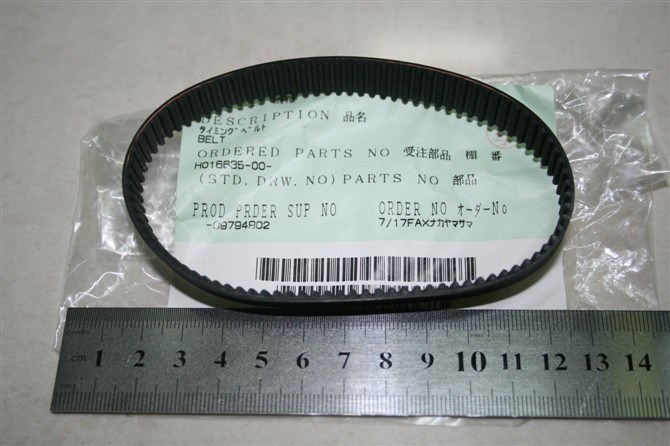 DESCRIPTION 品名
タイミングベルト
BELT
ORDERED PARTS NO 受注部品 棚 番
H016635-00-
(STD. DRW. NO) PARTS NO 部品
PROD PRDER SUP NO ORDER NO オーダーNo
-09794802 7/17FAXナカヤマサマ
cm 1 2 3 4 5 6 7 8 9 10 11 12 13 14